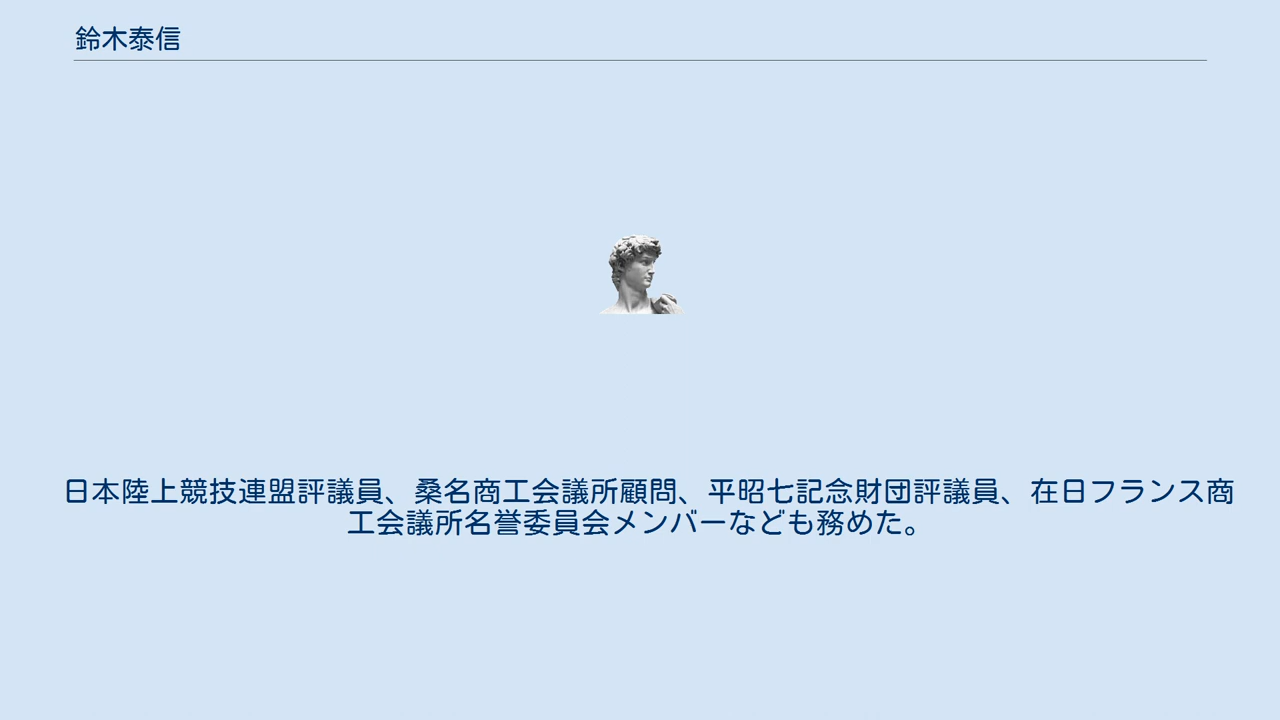 鈴木泰信
日本陸上競技連盟評議員、桑名商工会議所顧問、平昭七記念財団評議員、在日フランス商
工会議所名誉委員会メンバーなども務めた。